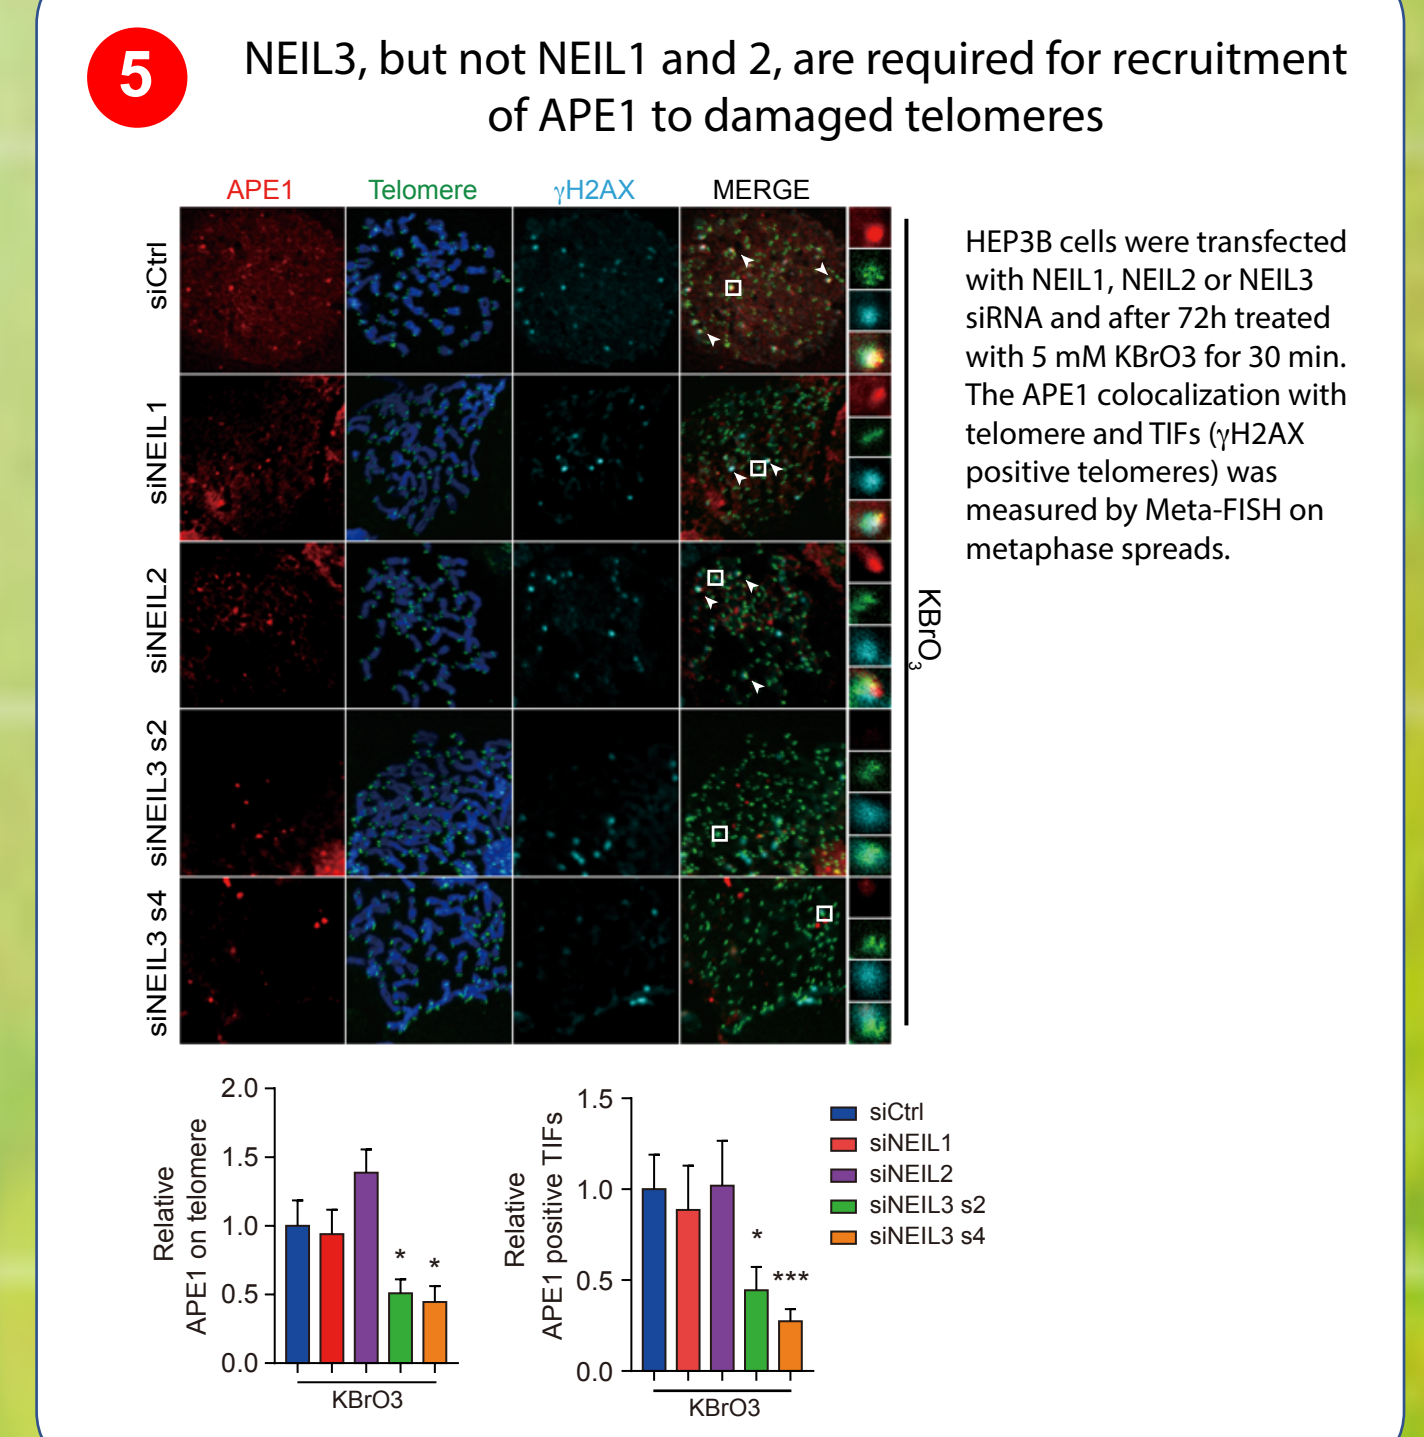 5
NEIL3, but not NEIL1 and 2, are required for recruitment
of APE1 to damaged telomeres
APE1 Telomere γH2AX MERGE
siCtrl
siNEIL1
siNEIL2
siNEIL3 s2
siNEIL3 s4
KBrO3
HEP3B cells were transfected
with NEIL1, NEIL2 or NEIL3
siRNA and after 72h treated
with 5 mM KBrO3 for 30 min.
The APE1 colocalization with
telomere and TIFs (γH2AX
positive telomeres) was
measured by Meta-FISH on
metaphase spreads.
Relative
APE1 on telomere
2.0
1.5
1.0
0.5
0.0
* *
KBrO3
Relative
APE1 positive TIFs
1.5
1.0
0.5
0.0
*
***
KBrO3
siCtrl
siNEIL1
siNEIL2
siNEIL3 s2
siNEIL3 s4